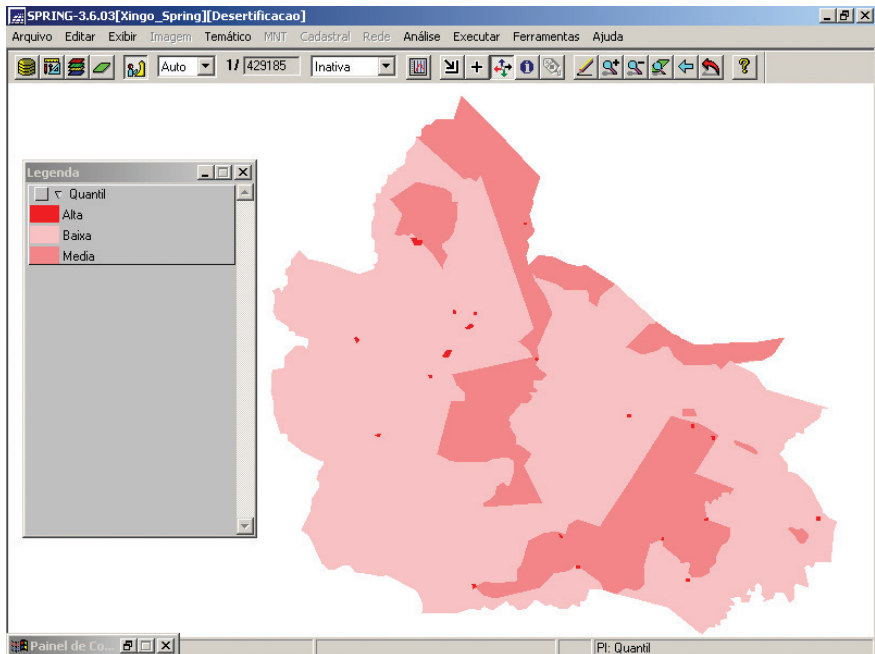 SPRING-3.6.03[Xingo_Spring][Desertificacao]
Arquivo Editar Exibir Imagem Temático MNT Cadastral Rede Análise Executar Ferramentas Ajuda
Auto 1/ 429185 Inativa
Legenda
Quantil
Alta
Baixa
Media
Painel de Co...
PI: Quantil